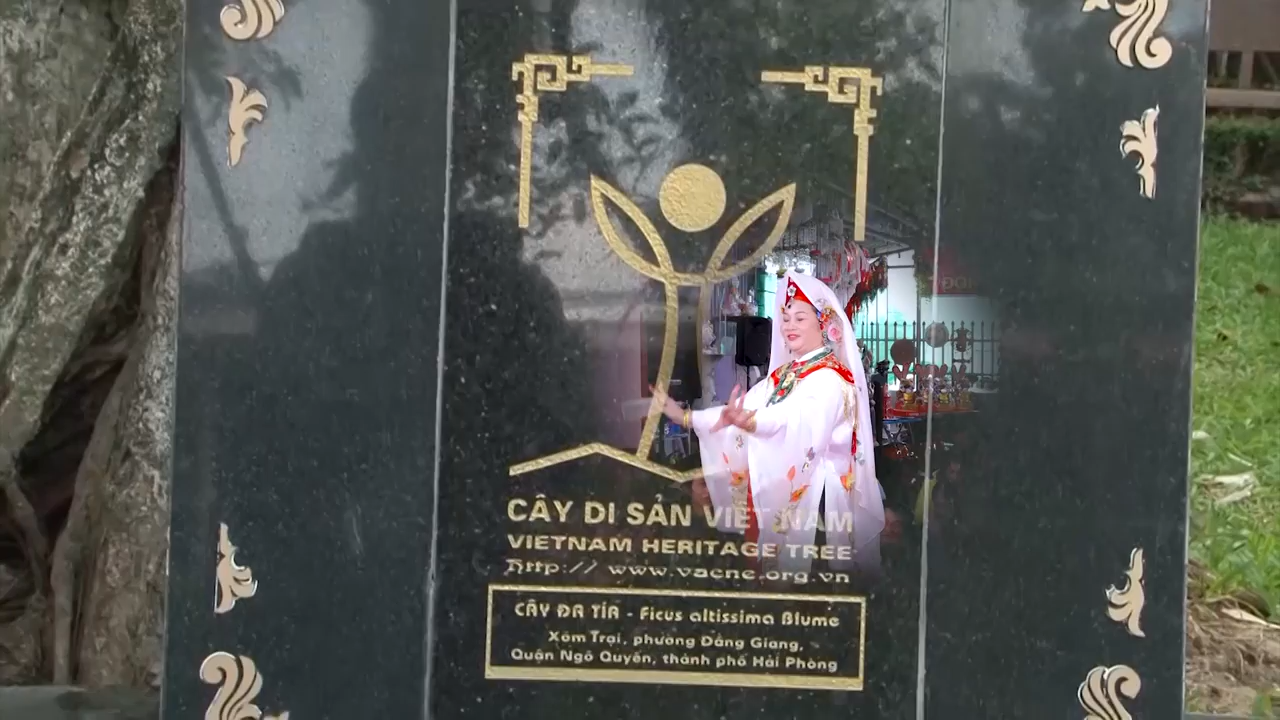 CÂY DI SẢN VIỆT NAM
VIETNAM HERITAGE TREE
http:// www.vacne.org.vn
CÂY ĐA TÍA - Ficus altissima Blume
Xóm Trại, phường Đằng Giang,
Quận Ngô Quyền, thành phố Hải Phòng